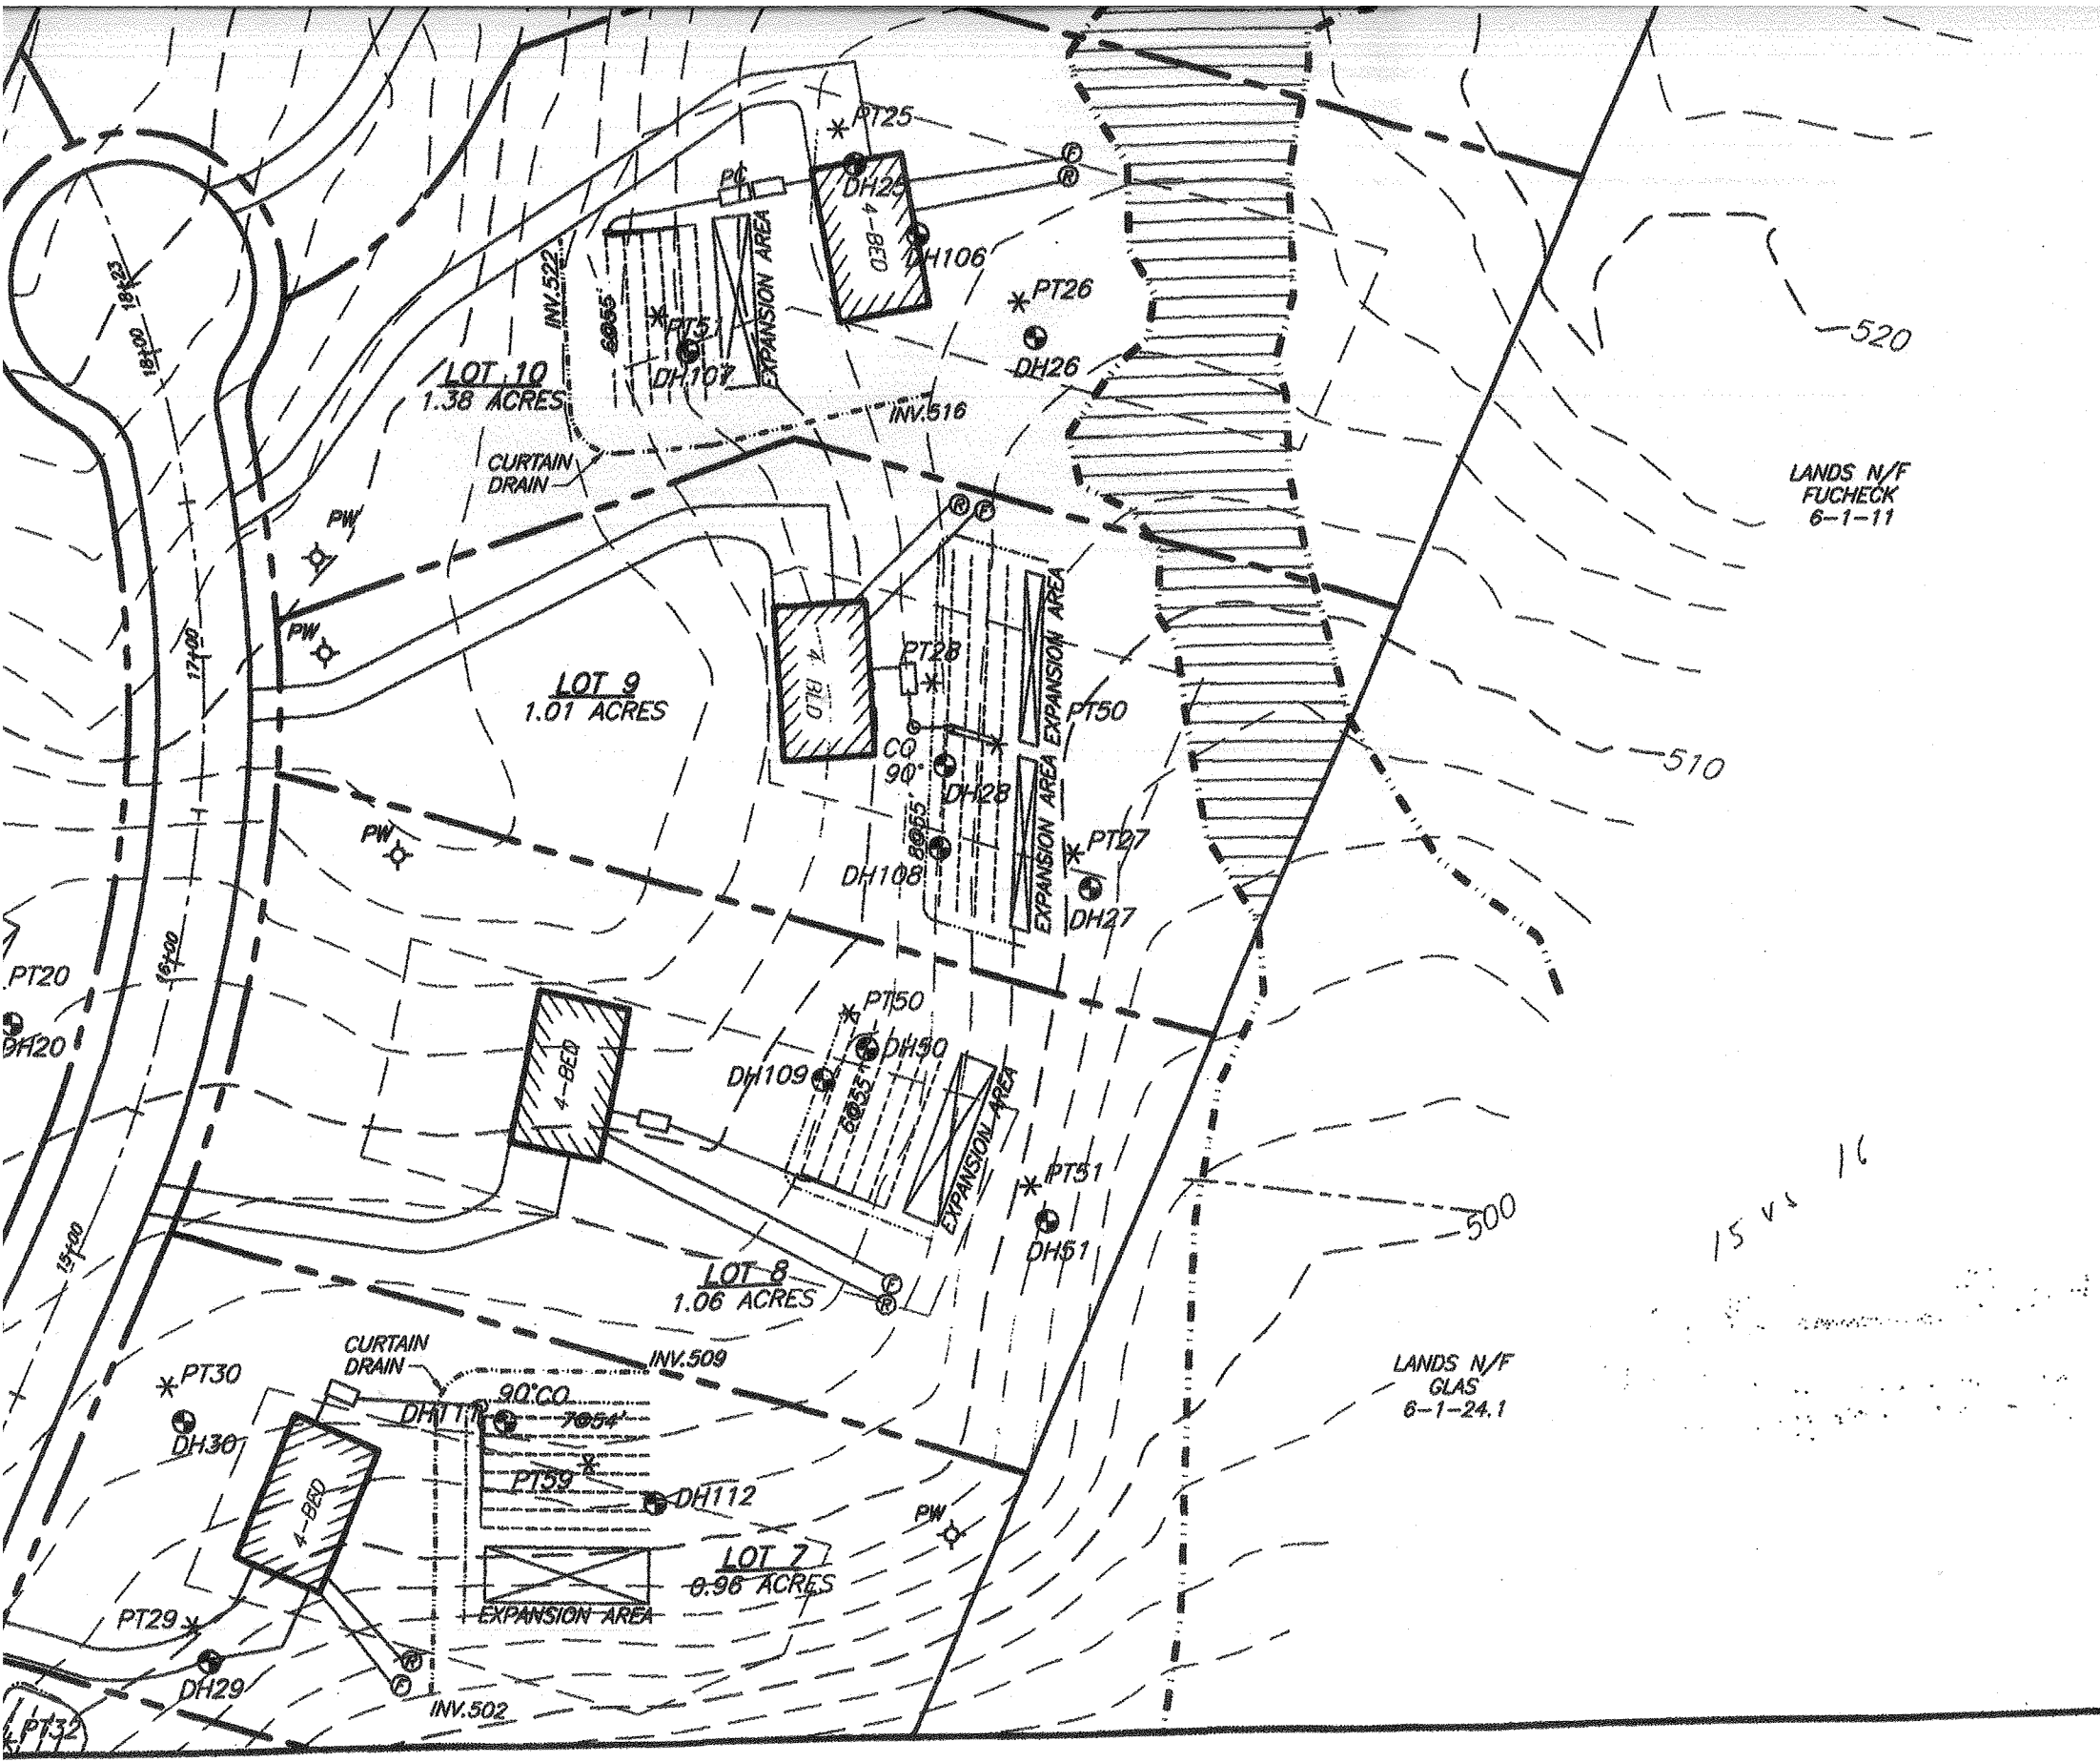 PT25
F
R
PC
DH25
4-BED
DH106
18+23
18+00
INV.522
6@55'
PT57
DH107
EXPANSION AREA
PT26
DH26
520
LOT 10
1.38 ACRES
INV.516
CURTAIN
DRAIN
LANDS N/F
FUCHECK
6-1-11
PW
R
F
PW
17+00
LOT 9
1.01 ACRES
PT28
EXPANSION AREA
PT50
CO
90°
DH28
8@55'
DH108
EXPANSION AREA
PT27
DH27
510
PW
16+00
PT20
DH20
4-BED
PT50
DH50
DH109
6@55'
EXPANSION AREA
PT51
DH51
500
16
15 vs
15+00
LOT 8
1.06 ACRES
F
R
CURTAIN
DRAIN
INV.509
PT30
DH30
90°CO
DH111
7@54'
PT59
DH112
4-BED
LANDS N/F
GLAS
6-1-24.1
PW
LOT 7
0.96 ACRES
EXPANSION AREA
PT29
DH29
R
F
INV.502
PT32